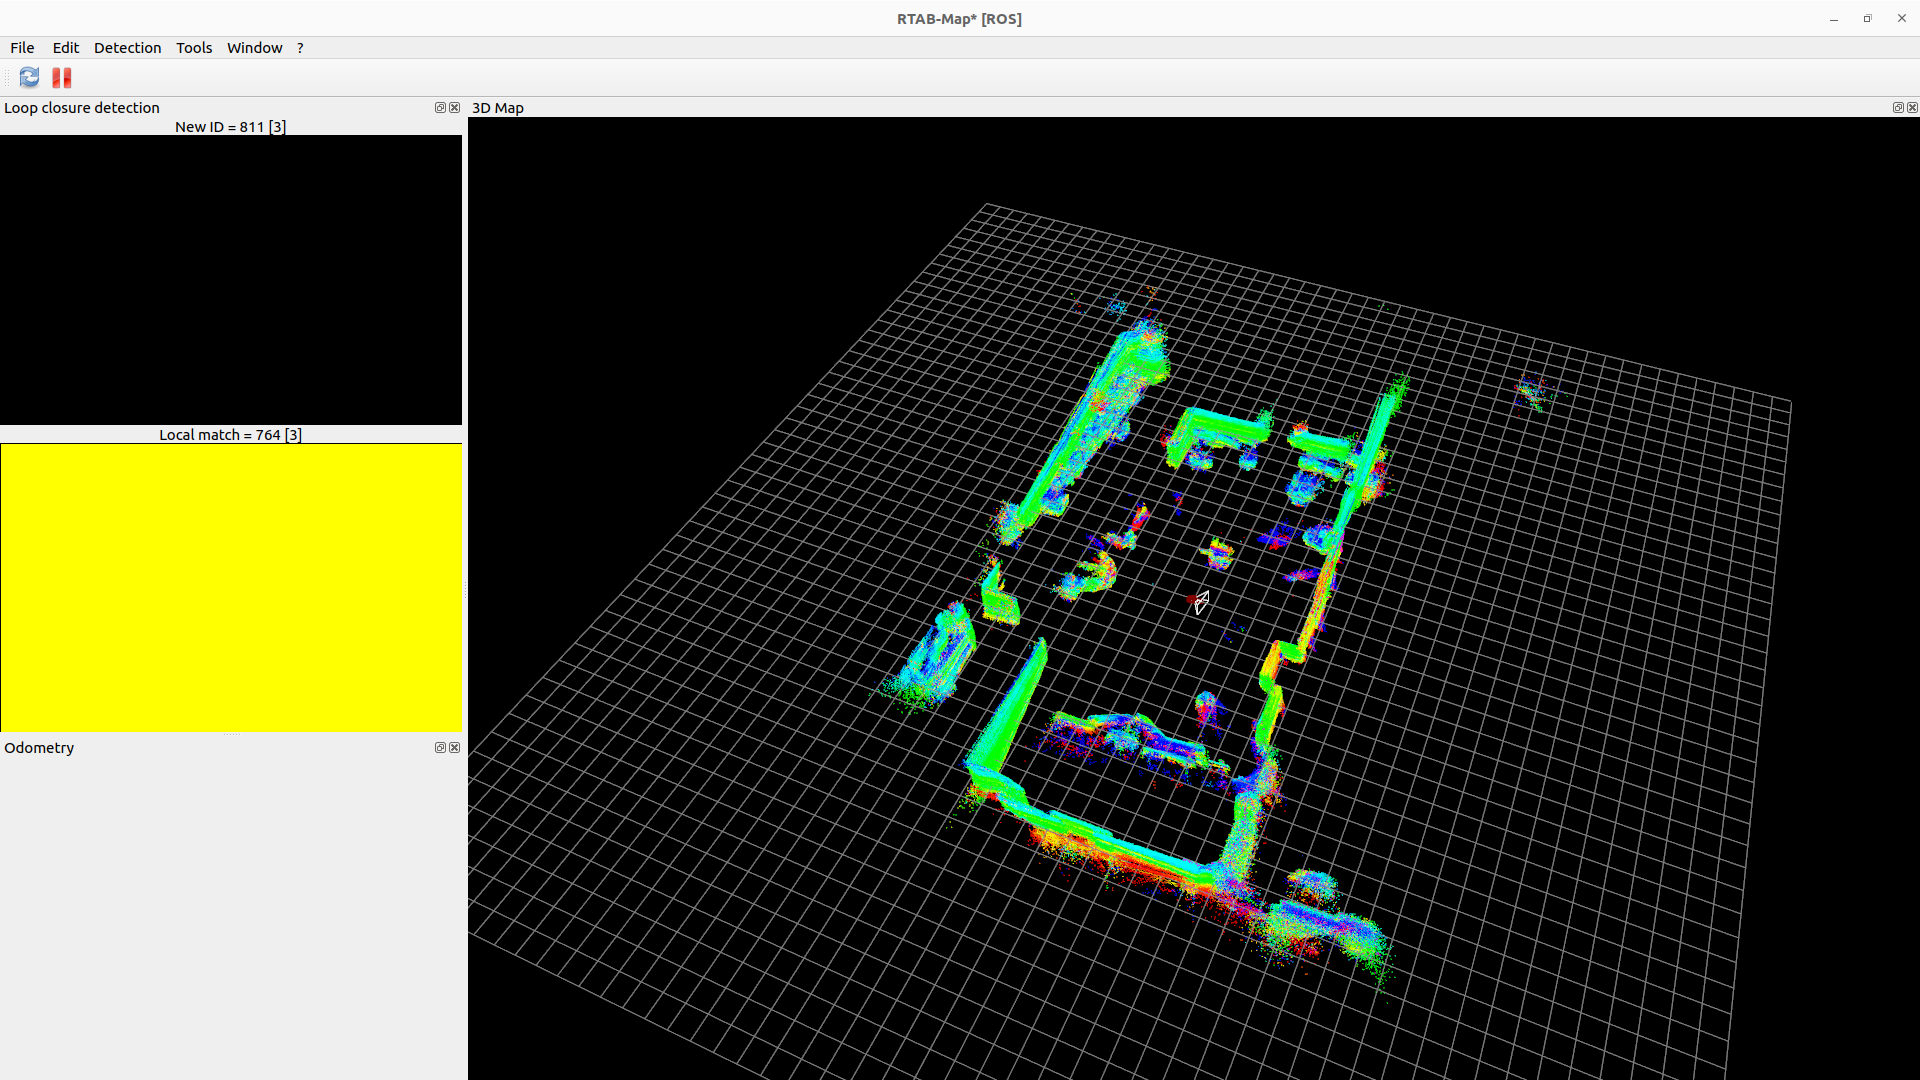 RTAB-Map* [ROS]
File Edit Detection Tools Window ?
Loop closure detection
New ID = 811 [3]
Local match = 764 [3]
Odometry
3D Map